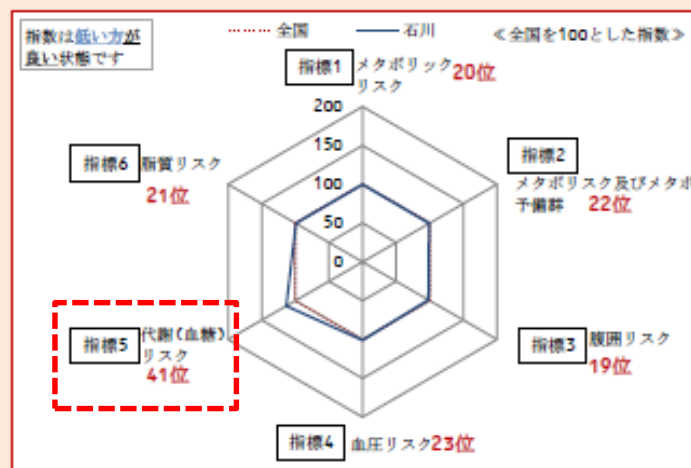 指数は低い方が
良い状態です
全国
石川
≪全国を100とした指数≫
指標1
メタボリック
リスク
20位
200
150
100
50
0
指標2
メタボリスク及びメタボ
予備群
22位
指標3
腹囲リスク
19位
指標4
血圧リスク23位
指標5
代謝(血糖)
リスク
41位
指標6
脂質リスク
21位